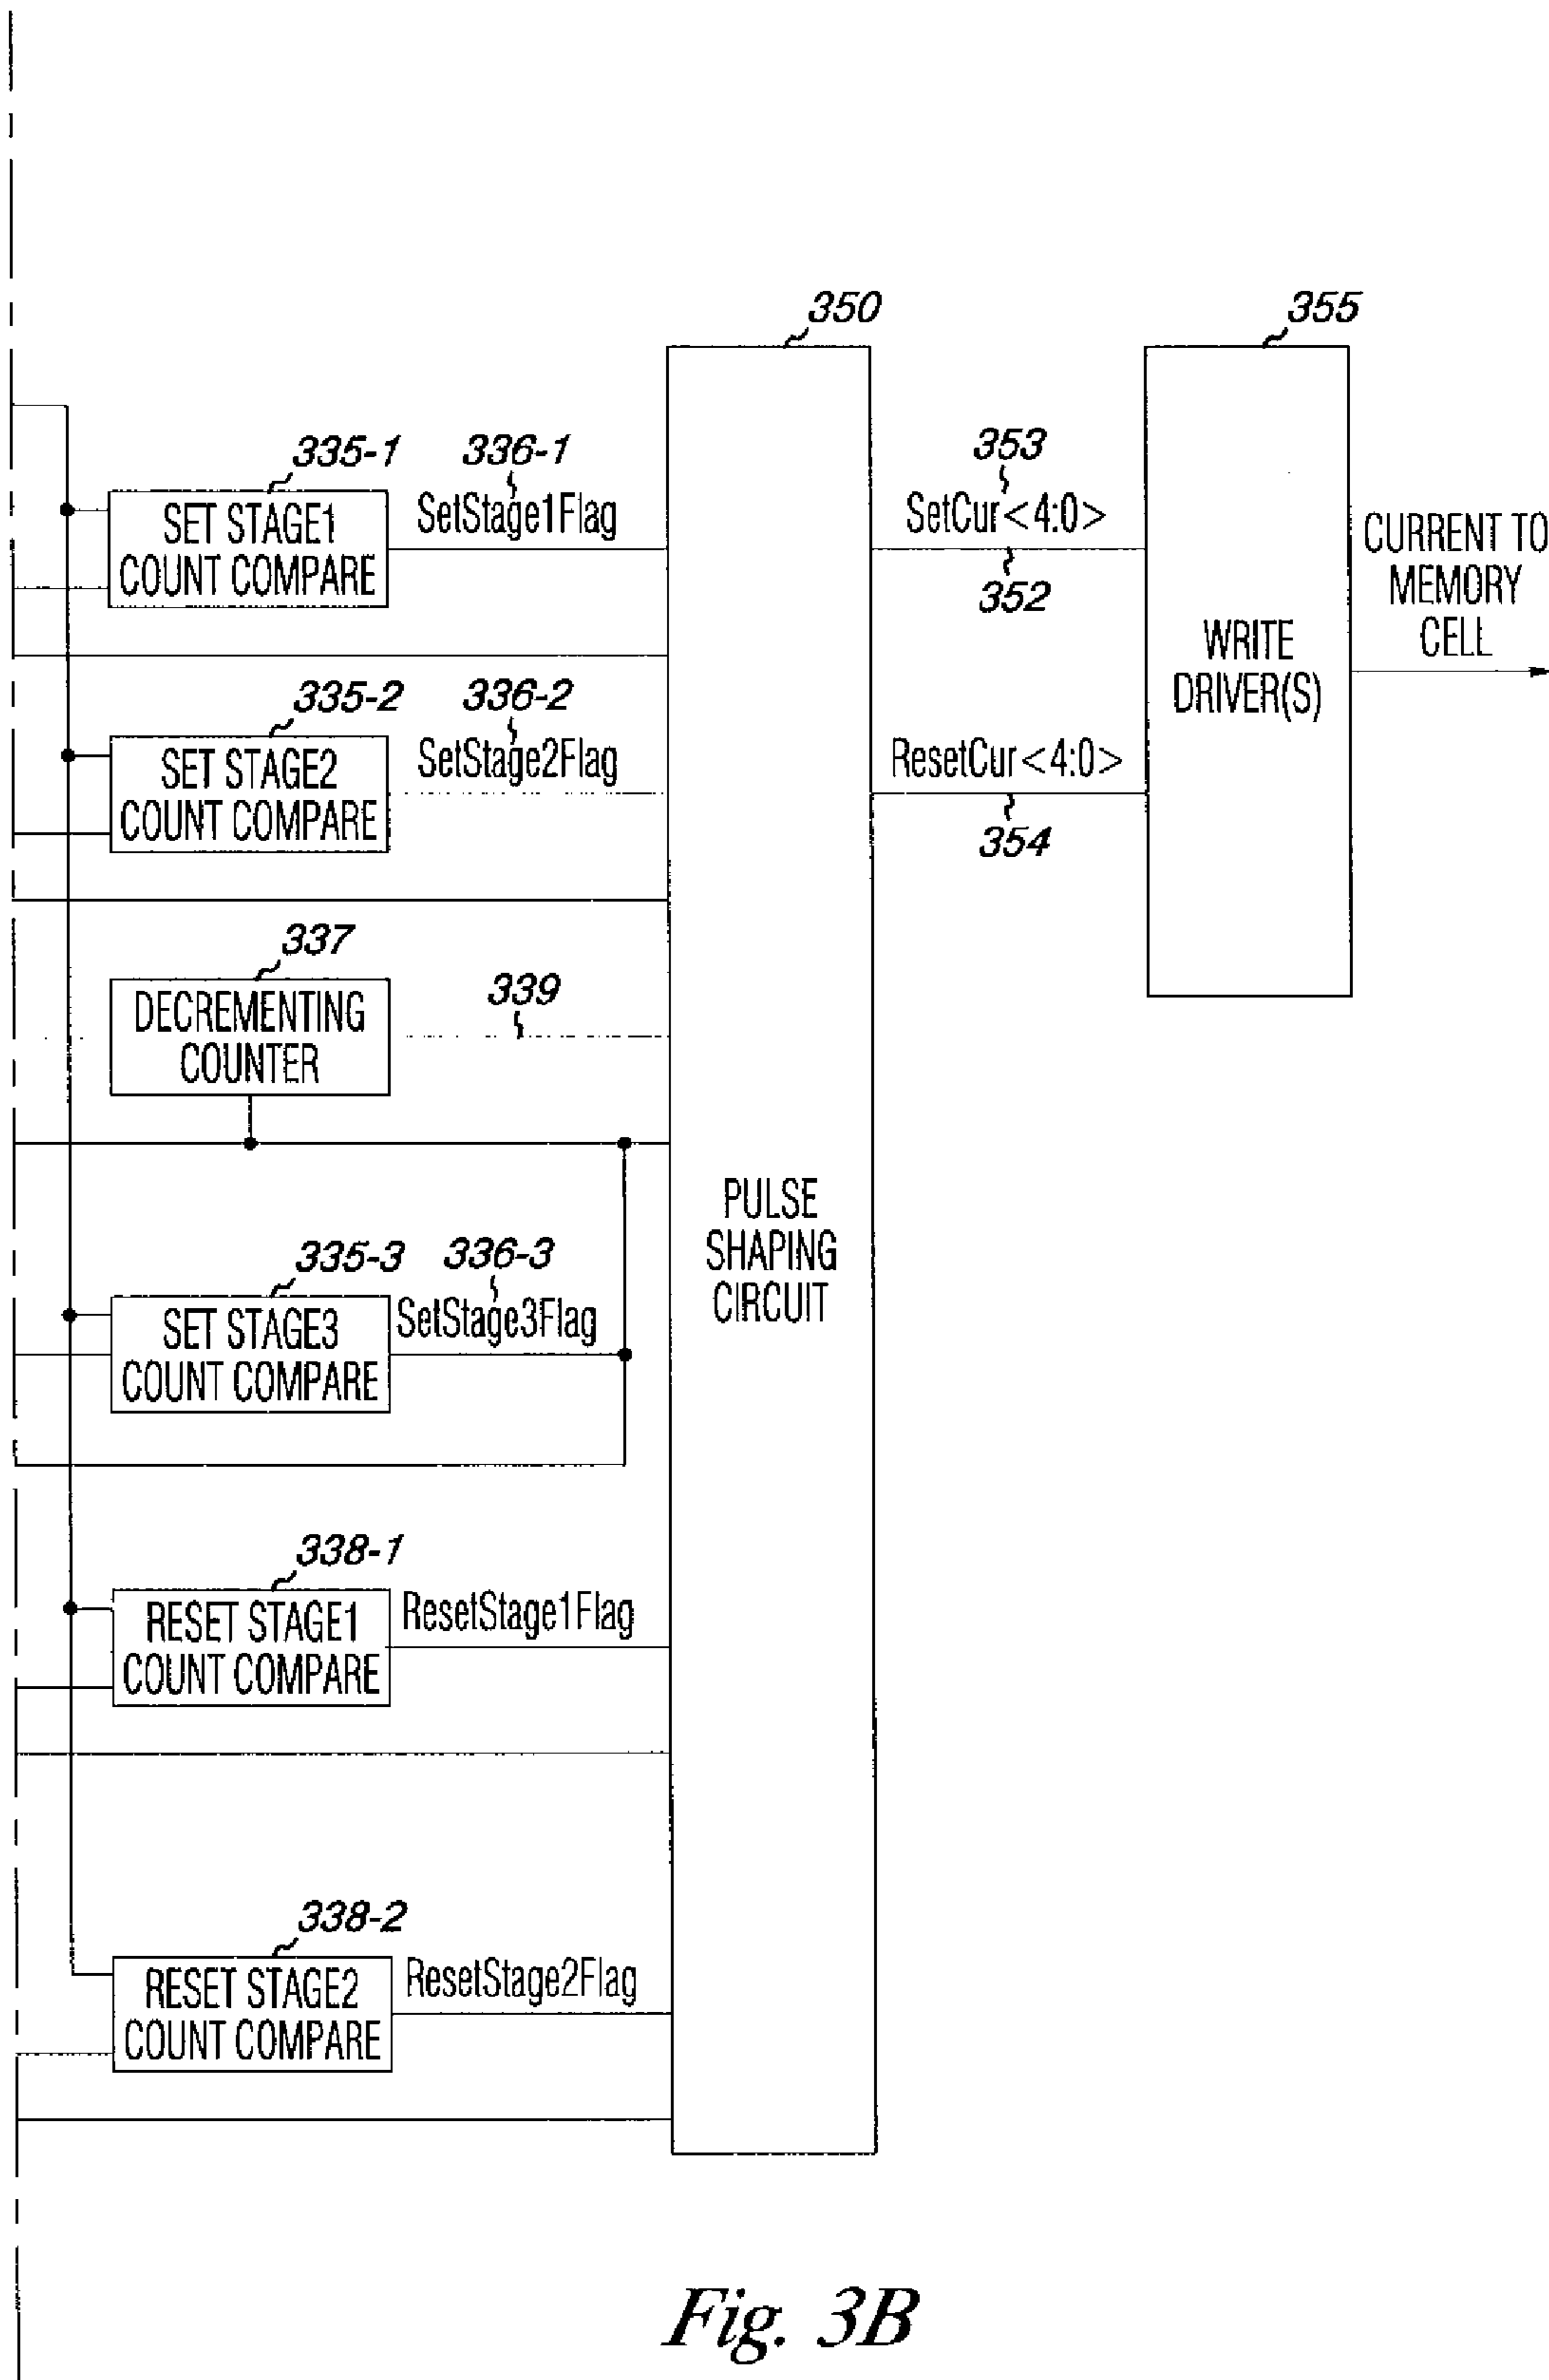 350
355
335-1
336-1
353
SET STAGE1
COUNT COMPARE
SetStage1Flag
SetCur<4:0>
352
CURRENT TO
MEMORY
CELL
WRITE
DRIVER(S)
335-2
336-2
SET STAGE2
COUNT COMPARE
SetStage2Flag
ResetCur<4:0>
354
337
339
DECREMENTING
COUNTER
PULSE
SHAPING
CIRCUIT
335-3
336-3
SET STAGE3
COUNT COMPARE
SetStage3Flag
338-1
RESET STAGE1
COUNT COMPARE
ResetStage1Flag
338-2
RESET STAGE2
COUNT COMPARE
ResetStage2Flag
Fig. 3B